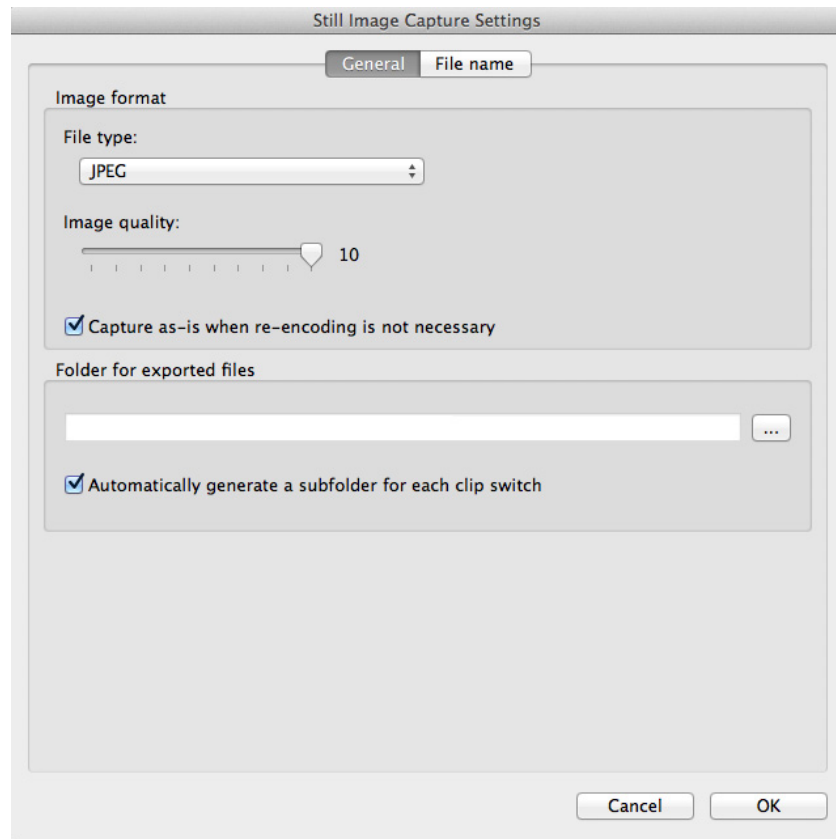 Still Image Capture Settings
General File name
Image format
File type:
JPEG
Image quality:
10
Capture as-is when re-encoding is not necessary
Folder for exported files
...
Automatically generate a subfolder for each clip switch
Cancel OK